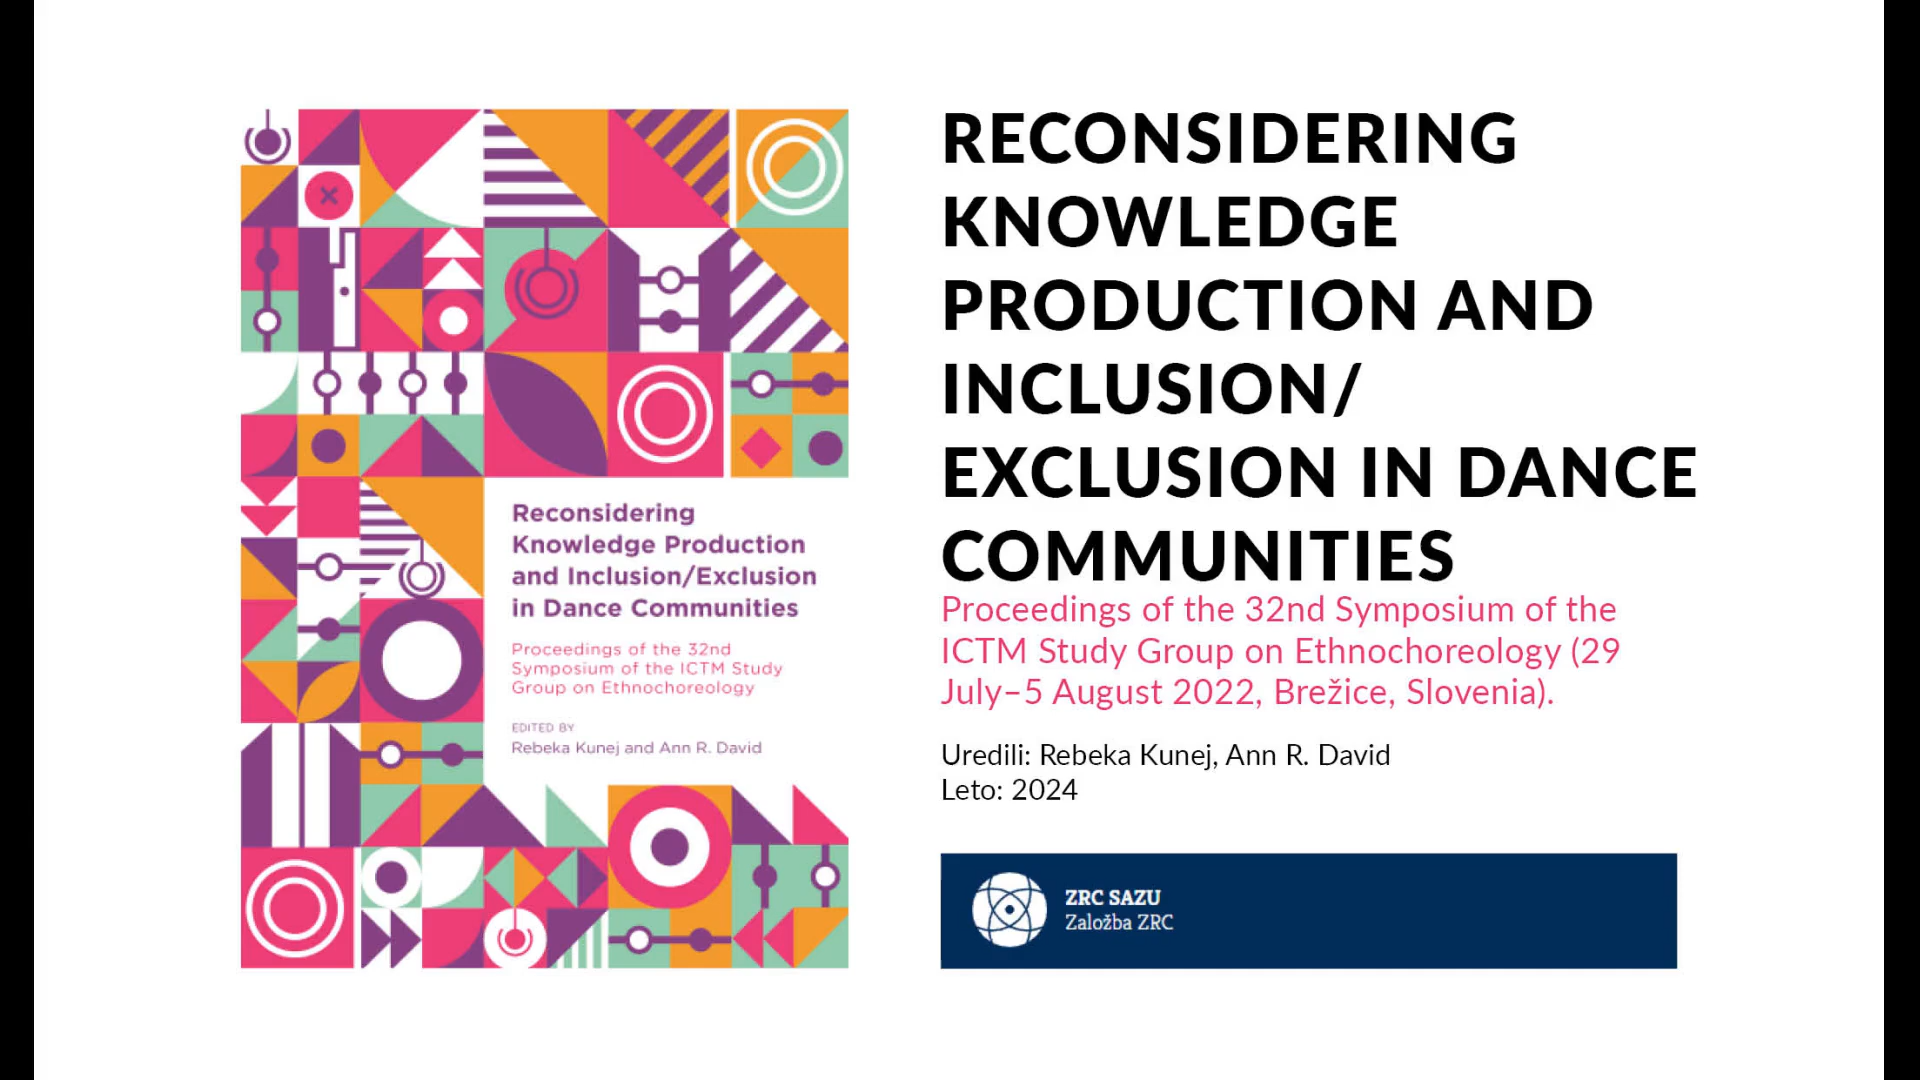 Reconsidering
Knowledge Production
and Inclusion/Exclusion
in Dance Communities
Proceedings of the 32nd
Symposium of the ICTM Study
Group on Ethnochoreology
EDITED BY
Rebeka Kunej and Ann R. David
RECONSIDERING
KNOWLEDGE
PRODUCTION AND
INCLUSION/
EXCLUSION IN DANCE
COMMUNITIES
Proceedings of the 32nd Symposium of the
ICTM Study Group on Ethnochoreology (29
July–5 August 2022, Brežice, Slovenia).
Uredili: Rebeka Kunej, Ann R. David
Leto: 2024
ZRC SAZU
Založba ZRC